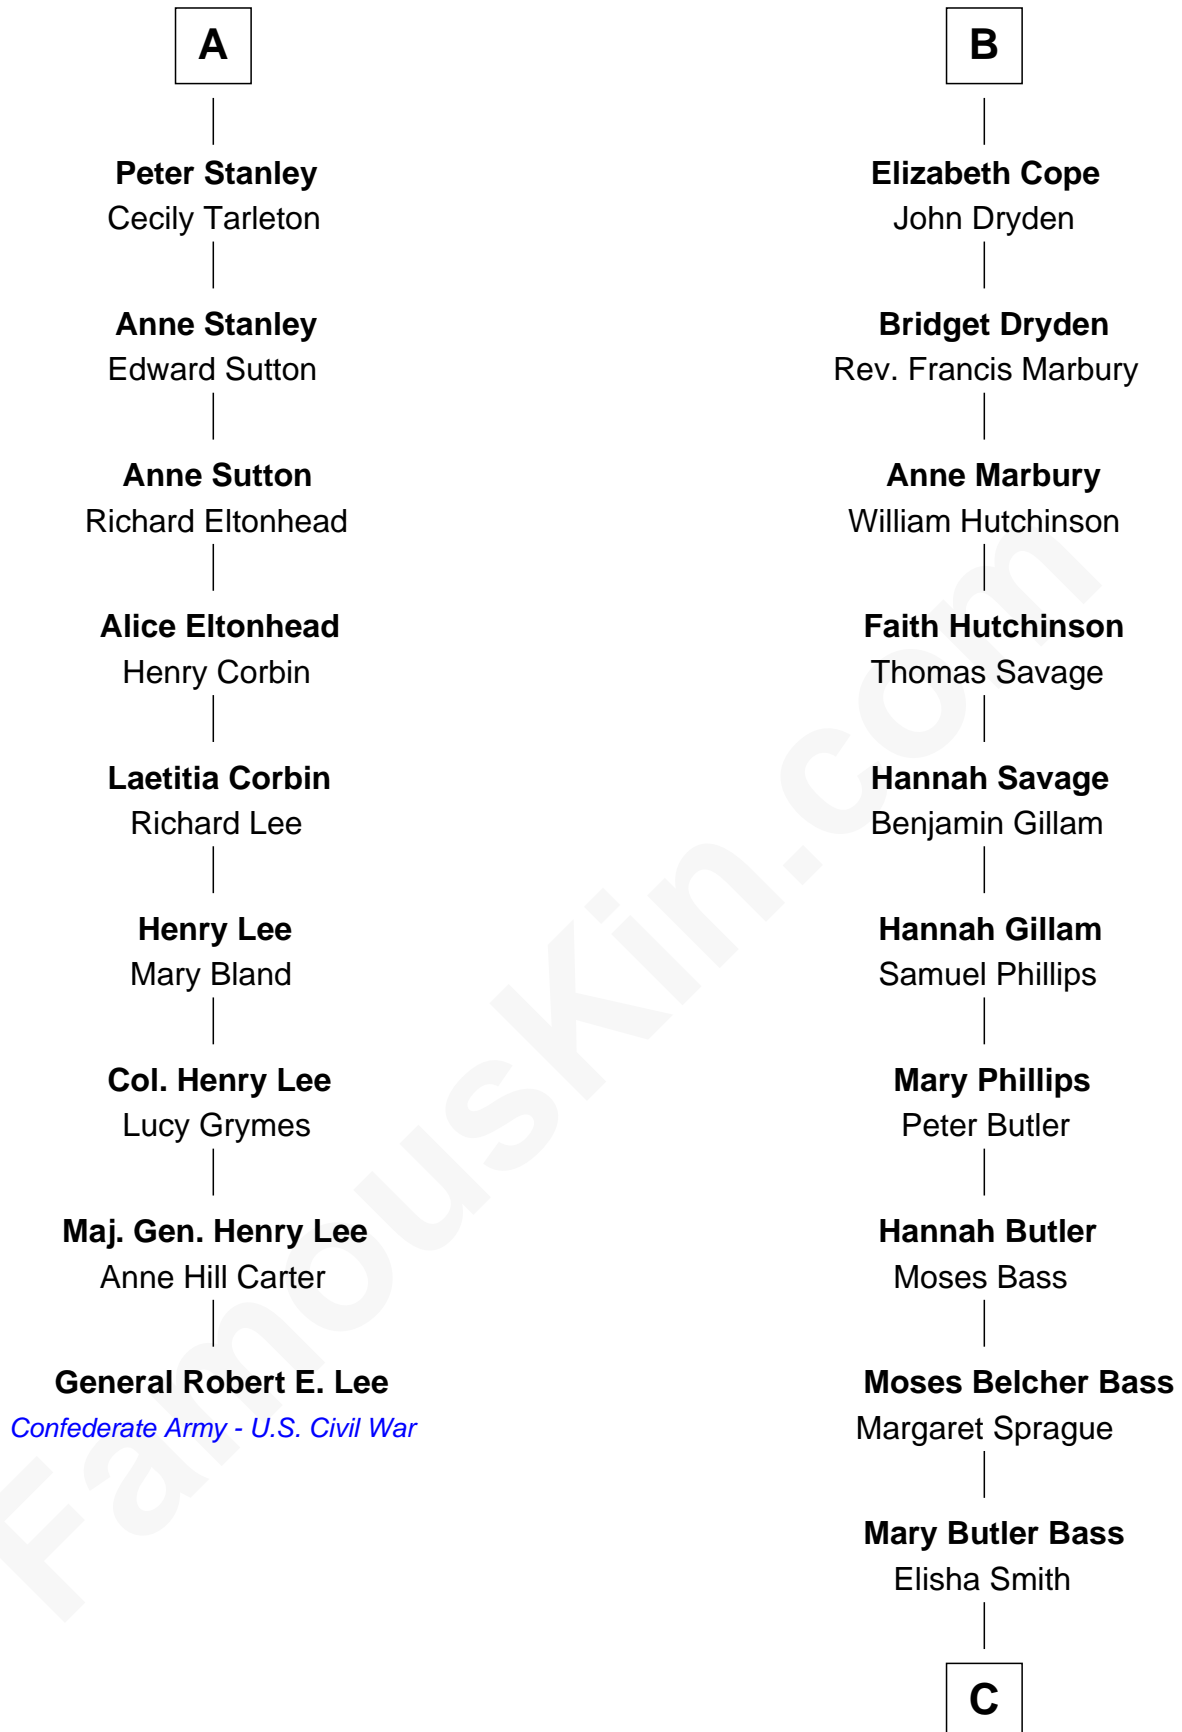 A
Peter Stanley
Cecily Tarleton
Anne Stanley
Edward Sutton
Anne Sutton
Richard Eltonhead
Alice Eltonhead
Henry Corbin
Laetitia Corbin
Richard Lee
Henry Lee
Mary Bland
Col. Henry Lee
Lucy Grymes
Maj. Gen. Henry Lee
Anne Hill Carter
General Robert E. Lee
Confederate Army - U.S. Civil War
B
Elizabeth Cope
John Dryden
Bridget Dryden
Rev. Francis Marbury
Anne Marbury
William Hutchinson
Faith Hutchinson
Thomas Savage
Hannah Savage
Benjamin Gillam
Hannah Gillam
Samuel Phillips
Mary Phillips
Peter Butler
Hannah Butler
Moses Bass
Moses Belcher Bass
Margaret Sprague
Mary Butler Bass
Elisha Smith
C
FamousKin.com